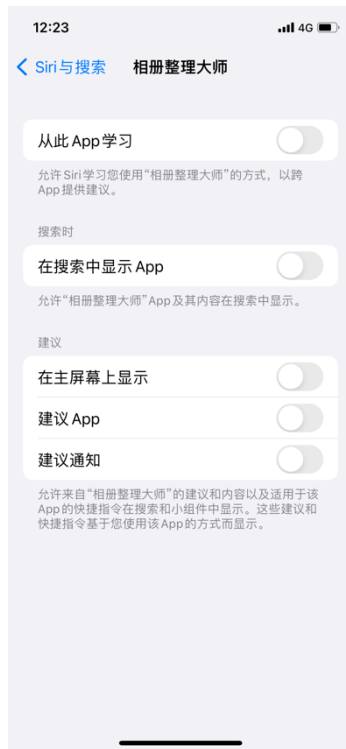 12:23
4G
Siri与搜索
相册整理大师
从此App学习
允许Siri学习您使用“相册整理大师”的方式，以跨
App提供建议。
搜索时
在搜索中显示 App
允许“相册整理大师”App及其内容在搜索中显示。
建议
在主屏幕上显示
建议 App
建议通知
允许来自“相册整理大师”的建议和内容以及适用于该
App的快捷指令在搜索和小组件中显示。这些建议和
快捷指令基于您使用该App的方式而显示。